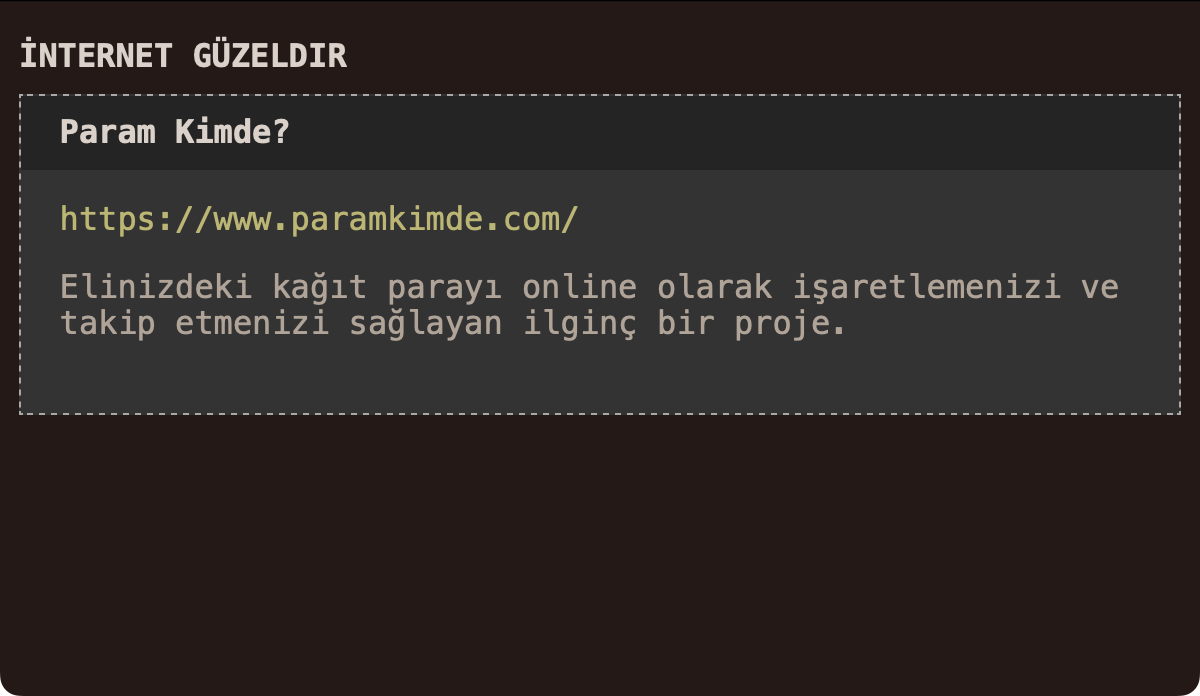 İNTERNET GÜZELDIR
Param Kimde?
https://www.paramkimde.com/
Elinizdeki kağıt parayı online olarak işaretlemenizi ve
takip etmenizi sağlayan ilginç bir proje.